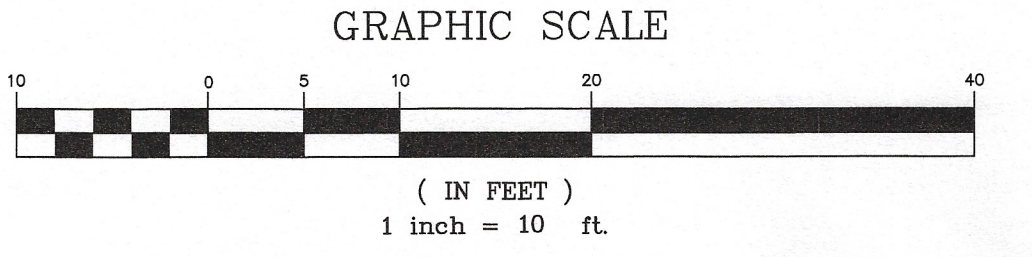 GRAPHIC SCALE
10 0 5 10 20 40
( IN FEET )
1 inch = 10 ft.